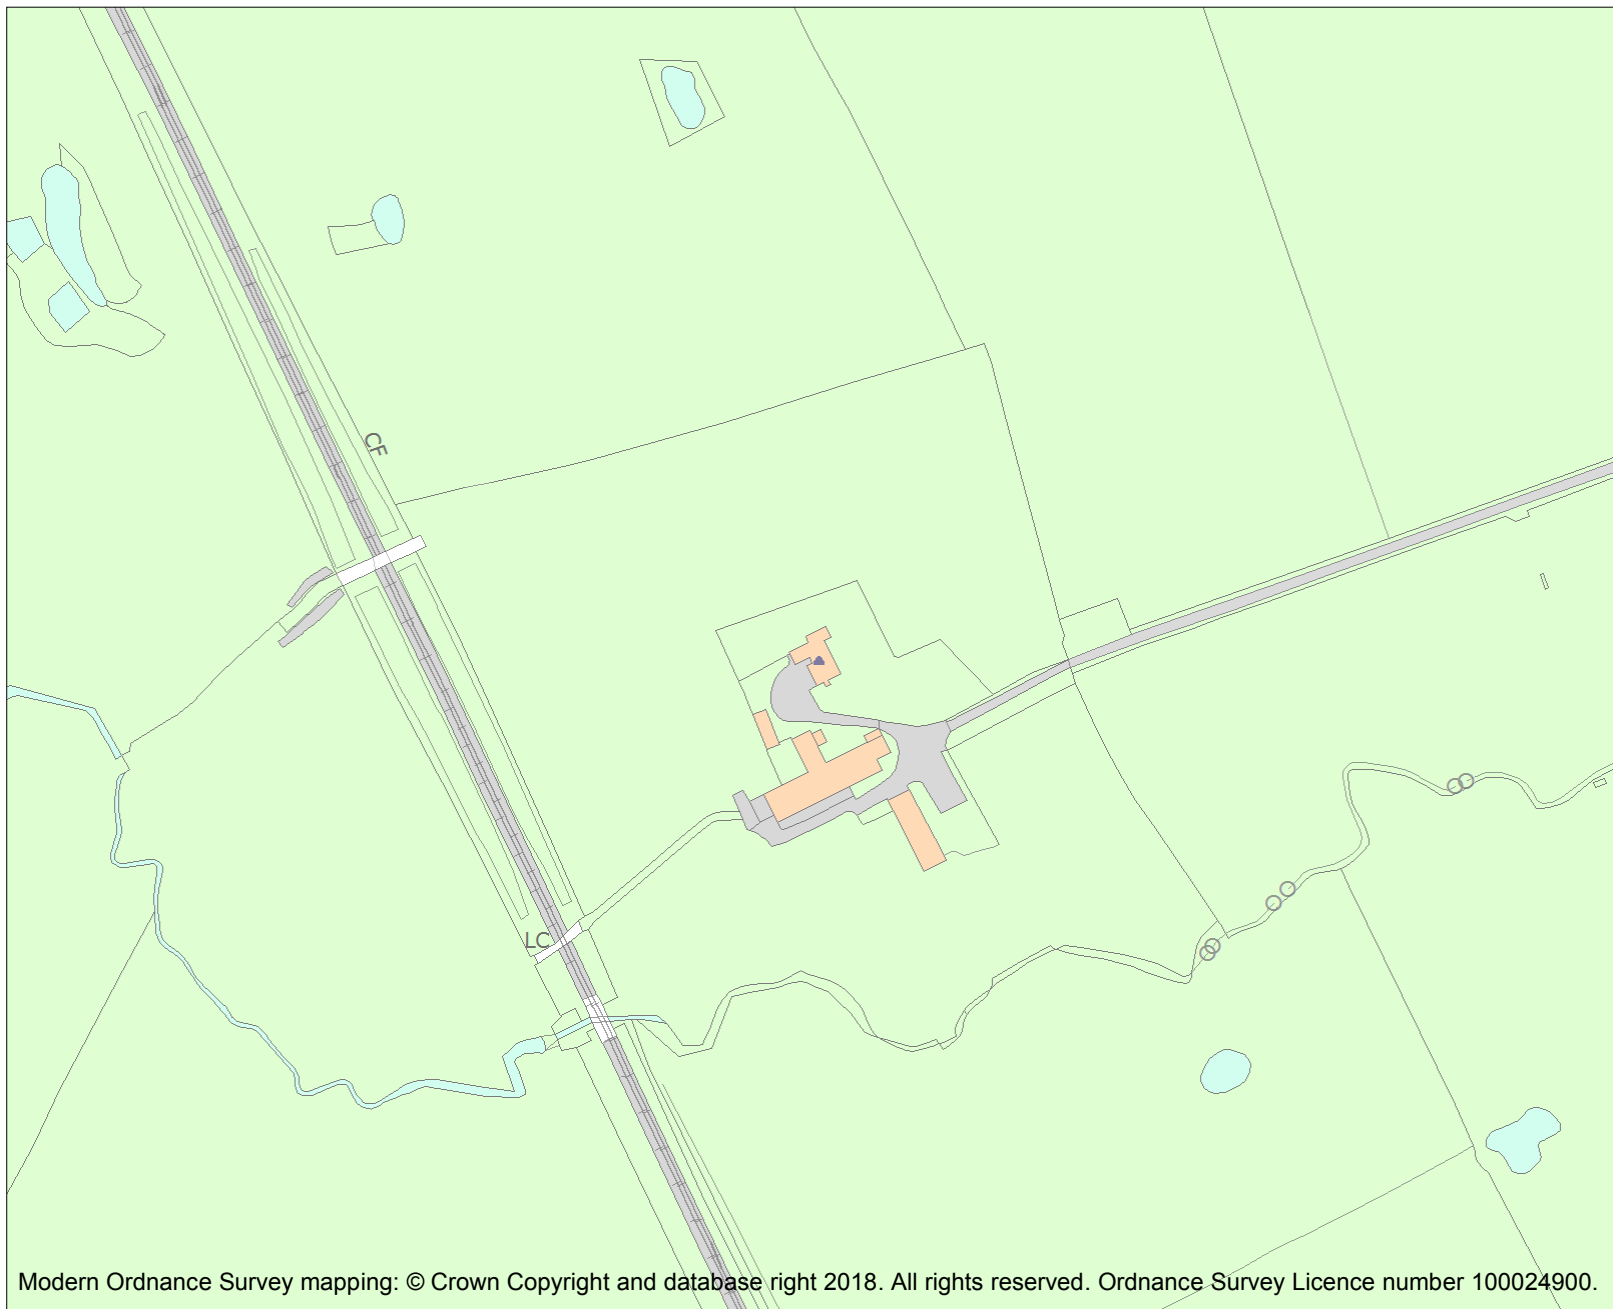 CF
LC
Modern Ordnance Survey mapping: © Crown Copyright and database right 2018. All rights reserved. Ordnance Survey Licence number 100024900.